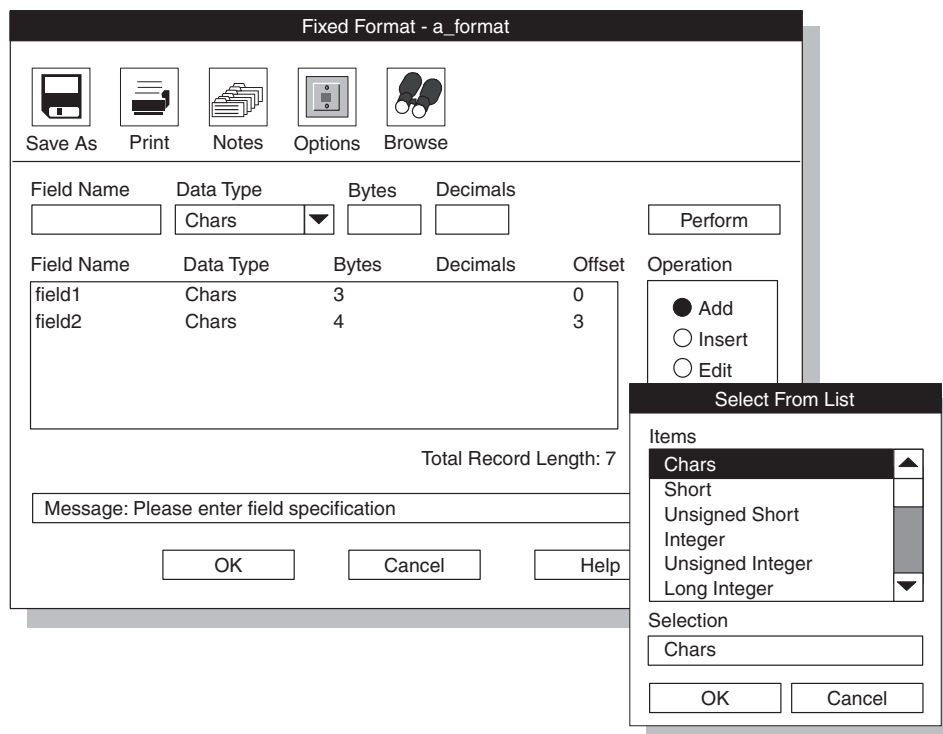 Fixed Format - a_format
Save As Print Notes Options Browse
Field Name Data Type Bytes Decimals
Chars
Perform
Field Name Data Type Bytes Decimals Offset Operation
field1 Chars 3 0
field2 Chars 4 3
Add
Insert
Edit
Total Record Length: 7
Message: Please enter field specification
OK Cancel Help
Select From List
Items
Chars
Short
Unsigned Short
Integer
Unsigned Integer
Long Integer
Selection
Chars
OK Cancel